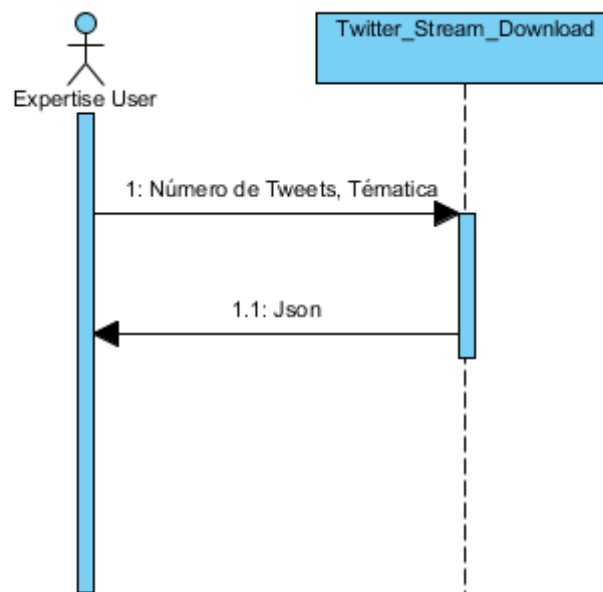 Twitter_Stream_Download
Expertise User
1: Número de Tweets, Tématica
1.1: Json